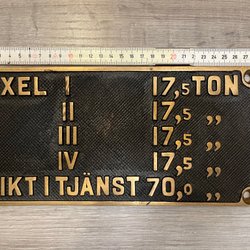 XEL I 17,5 TON
II 17,5 „
III 17,5 „
IV 17,5 „
IKT I TJÄNST 70,0 „